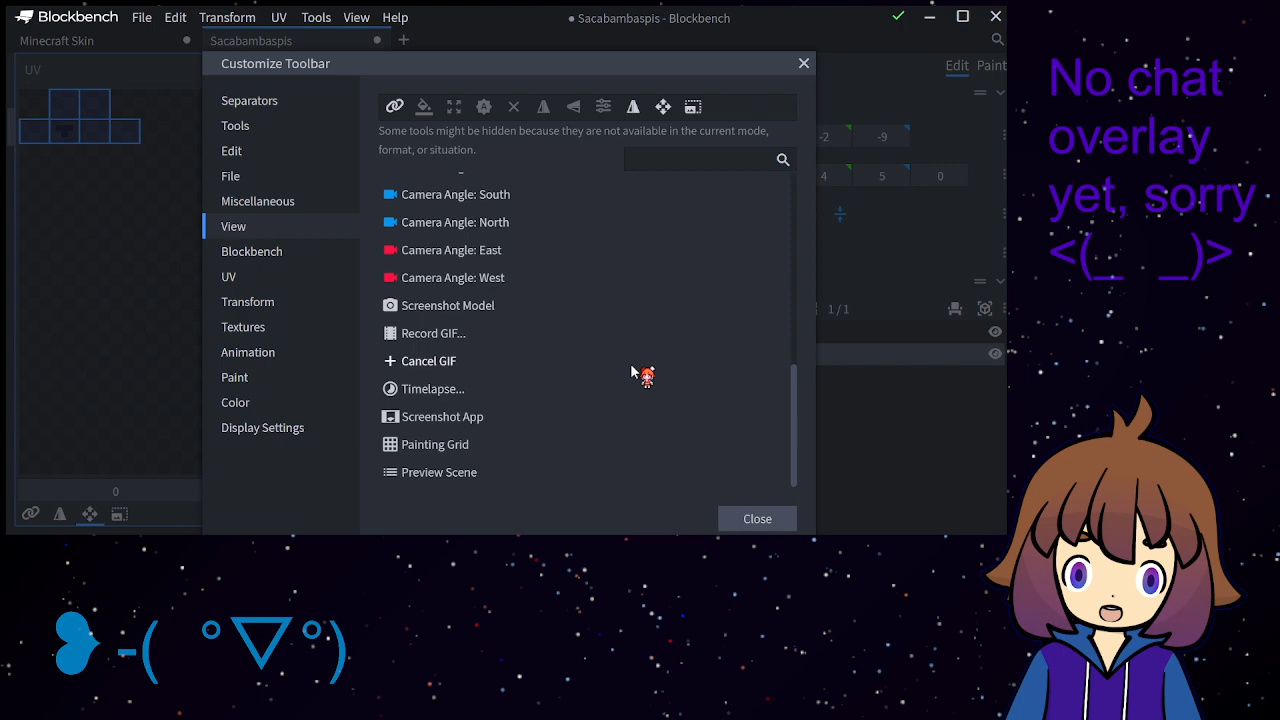 Blockbench
File Edit Transform UV Tools View Help
● Sacabambaspis - Blockbench
Minecraft Skin
Sacabambaspis
UV
Edit Paint
Customize Toolbar
Separators
Tools
Edit
File
Miscellaneous
View
Blockbench
UV
Transform
Textures
Animation
Paint
Color
Display Settings
Some tools might be hidden because they are not available in the current mode,
format, or situation.
Camera Angle: South
Camera Angle: North
Camera Angle: East
Camera Angle: West
Screenshot Model
Record GIF...
Cancel GIF
Timelapse...
Screenshot App
Painting Grid
Preview Scene
Close
-2 -9
4 5 0
1/1
0
No chat
overlay
yet, sorry
<(_ _)>
❥-( °▽°)